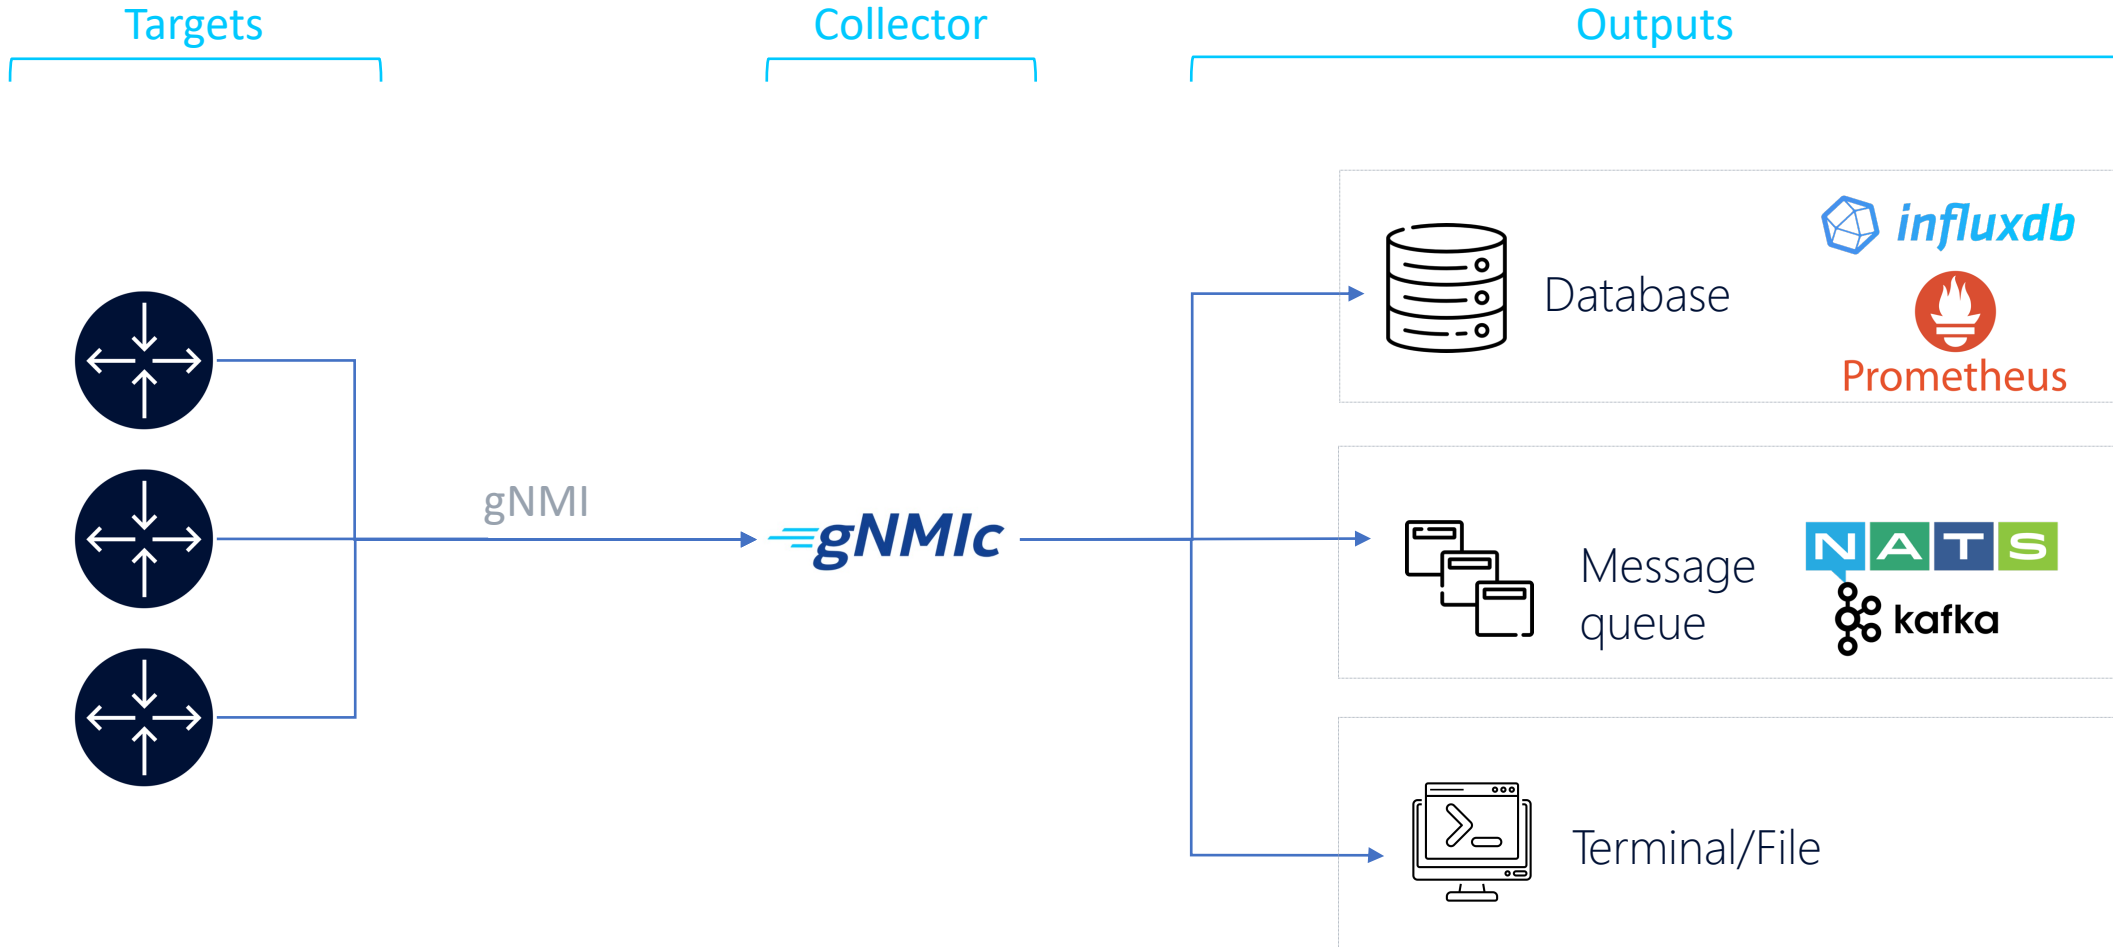 Targets
Collector
Outputs
influxdb
Database
Prometheus
gNMI
gNMIc
NATS
Message
queue
kafka
Terminal/File